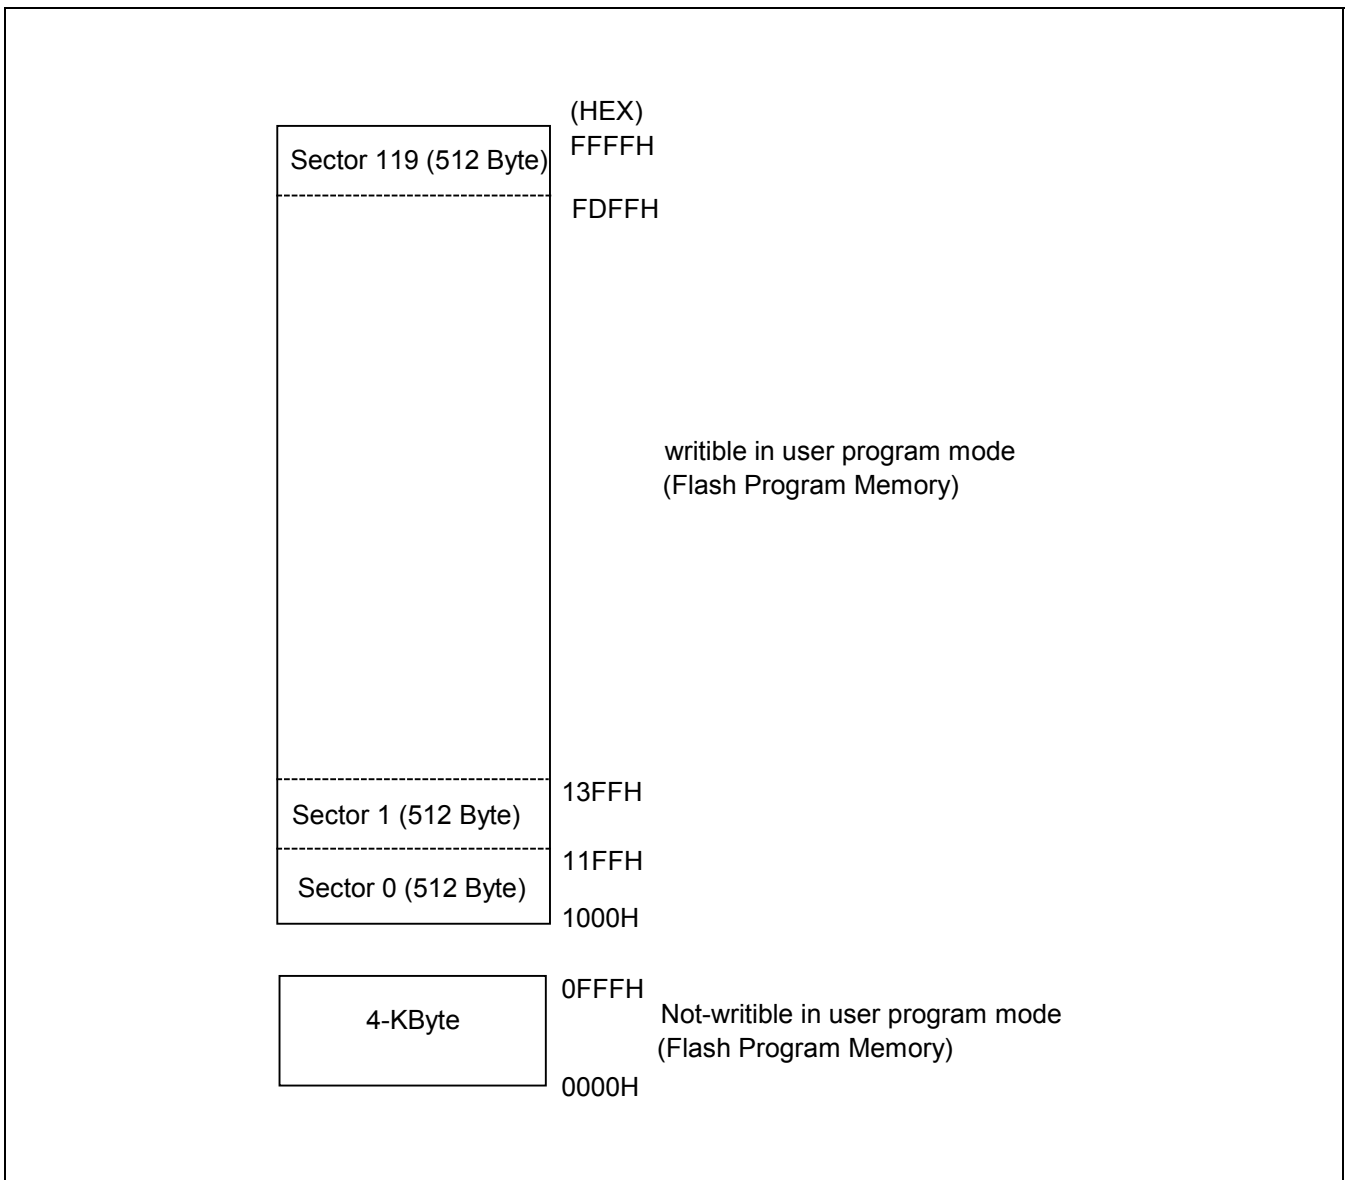 (HEX)
Sector 119 (512 Byte)
FFFFH
FDFFH
writible in user program mode
(Flash Program Memory)
13FFH
Sector 1 (512 Byte)
11FFH
Sector 0 (512 Byte)
1000H
0FFFH
4-KByte
Not-writible in user program mode
(Flash Program Memory)
0000H